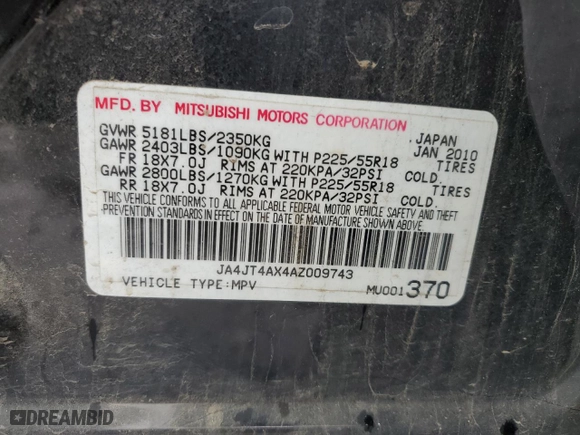 MFD. BY MITSUBISHI MOTORS CORPORATION
GVWR 5181LBS/2350KG JAPAN
GAWR 2403LBS/1090KG WITH P225/55R18 JAN 2010 TIRES
FR 18X7.0J RIMS AT 220KPA/32PSI COLD.
GAWR 2800LBS/1270KG WITH P225/55R18 TIRES
RR 18X7.0J RIMS AT 220KPA/32PSI COLD.
THIS VEHICLE CONFORMS TO ALL APPLICABLE FEDERAL MOTOR VEHICLE SAFETY AND THEFT
PREVENTION STANDARDS IN EFFECT ON THE DATE OF MANUFACTURE SHOWN ABOVE.
JA4JT4AX4AZ009743
VEHICLE TYPE:MPV MU001370
DREAMBID